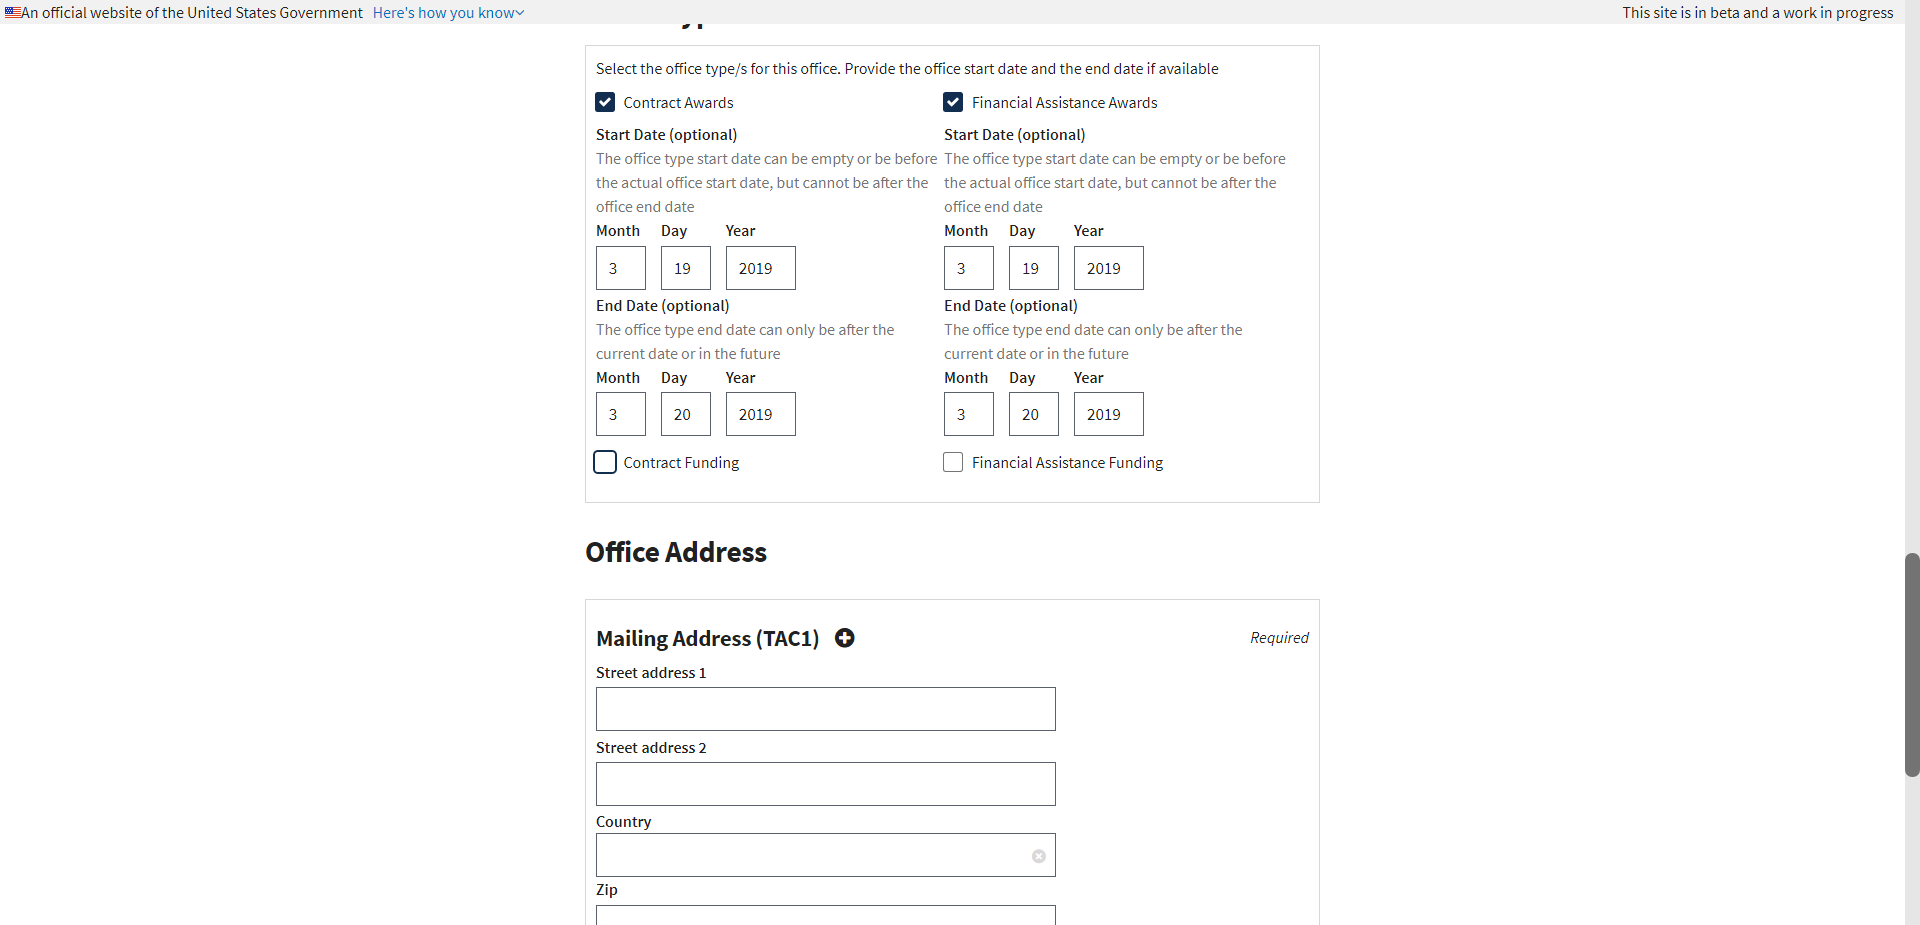 An official website of the United States Government Here's how you know
This site is in beta and a work in progress
Select the office type/s for this office. Provide the office start date and the end date if available
Contract Awards
Start Date (optional)
The office type start date can be empty or be before
the actual office start date, but cannot be after the
office end date
Month Day Year
3 19 2019
End Date (optional)
The office type end date can only be after the
current date or in the future
Month Day Year
3 20 2019
Contract Funding
Financial Assistance Awards
Start Date (optional)
The office type start date can be empty or be before
the actual office start date, but cannot be after the
office end date
Month Day Year
3 19 2019
End Date (optional)
The office type end date can only be after the
current date or in the future
Month Day Year
3 20 2019
Financial Assistance Funding
Office Address
Mailing Address (TAC1)
Required
Street address 1
Street address 2
Country
Zip